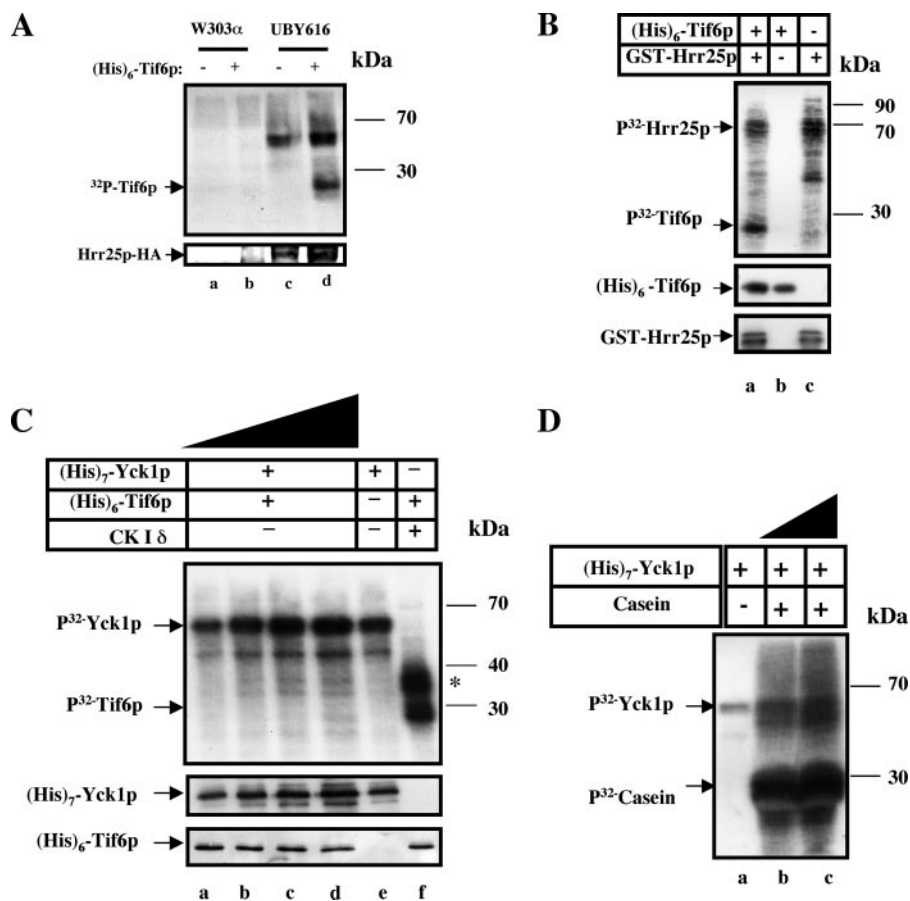 A
W303α UBY616
(His)6-Tif6p: - + - + kDa
70
30
32P-Tif6p
Hrr25p-HA
a b c d
B
(His)6-Tif6p + + -
GST-Hrr25p + - + kDa
90
P32-Hrr25p
70
P32-Tif6p
30
(His)6-Tif6p
GST-Hrr25p
a b c
C
(His)7-Yck1p + + −
(His)6-Tif6p + − +
CK I δ − − + kDa
70
P32-Yck1p
40
*
P32-Tif6p
30
(His)7-Yck1p
(His)6-Tif6p
a b c d e f
D
(His)7-Yck1p + + +
Casein - + + kDa
70
P32-Yck1p
30
P32-Casein
a b c